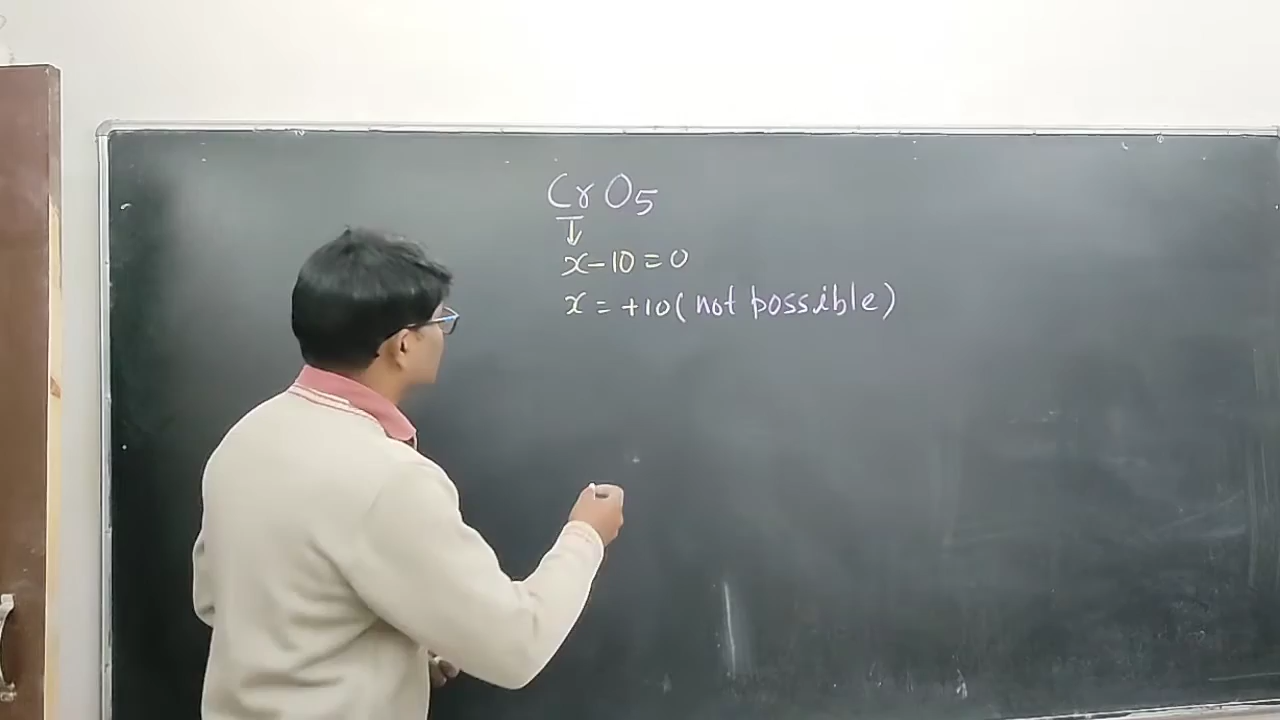 CrO5
↓
x-10=0
x=+10(not possible)